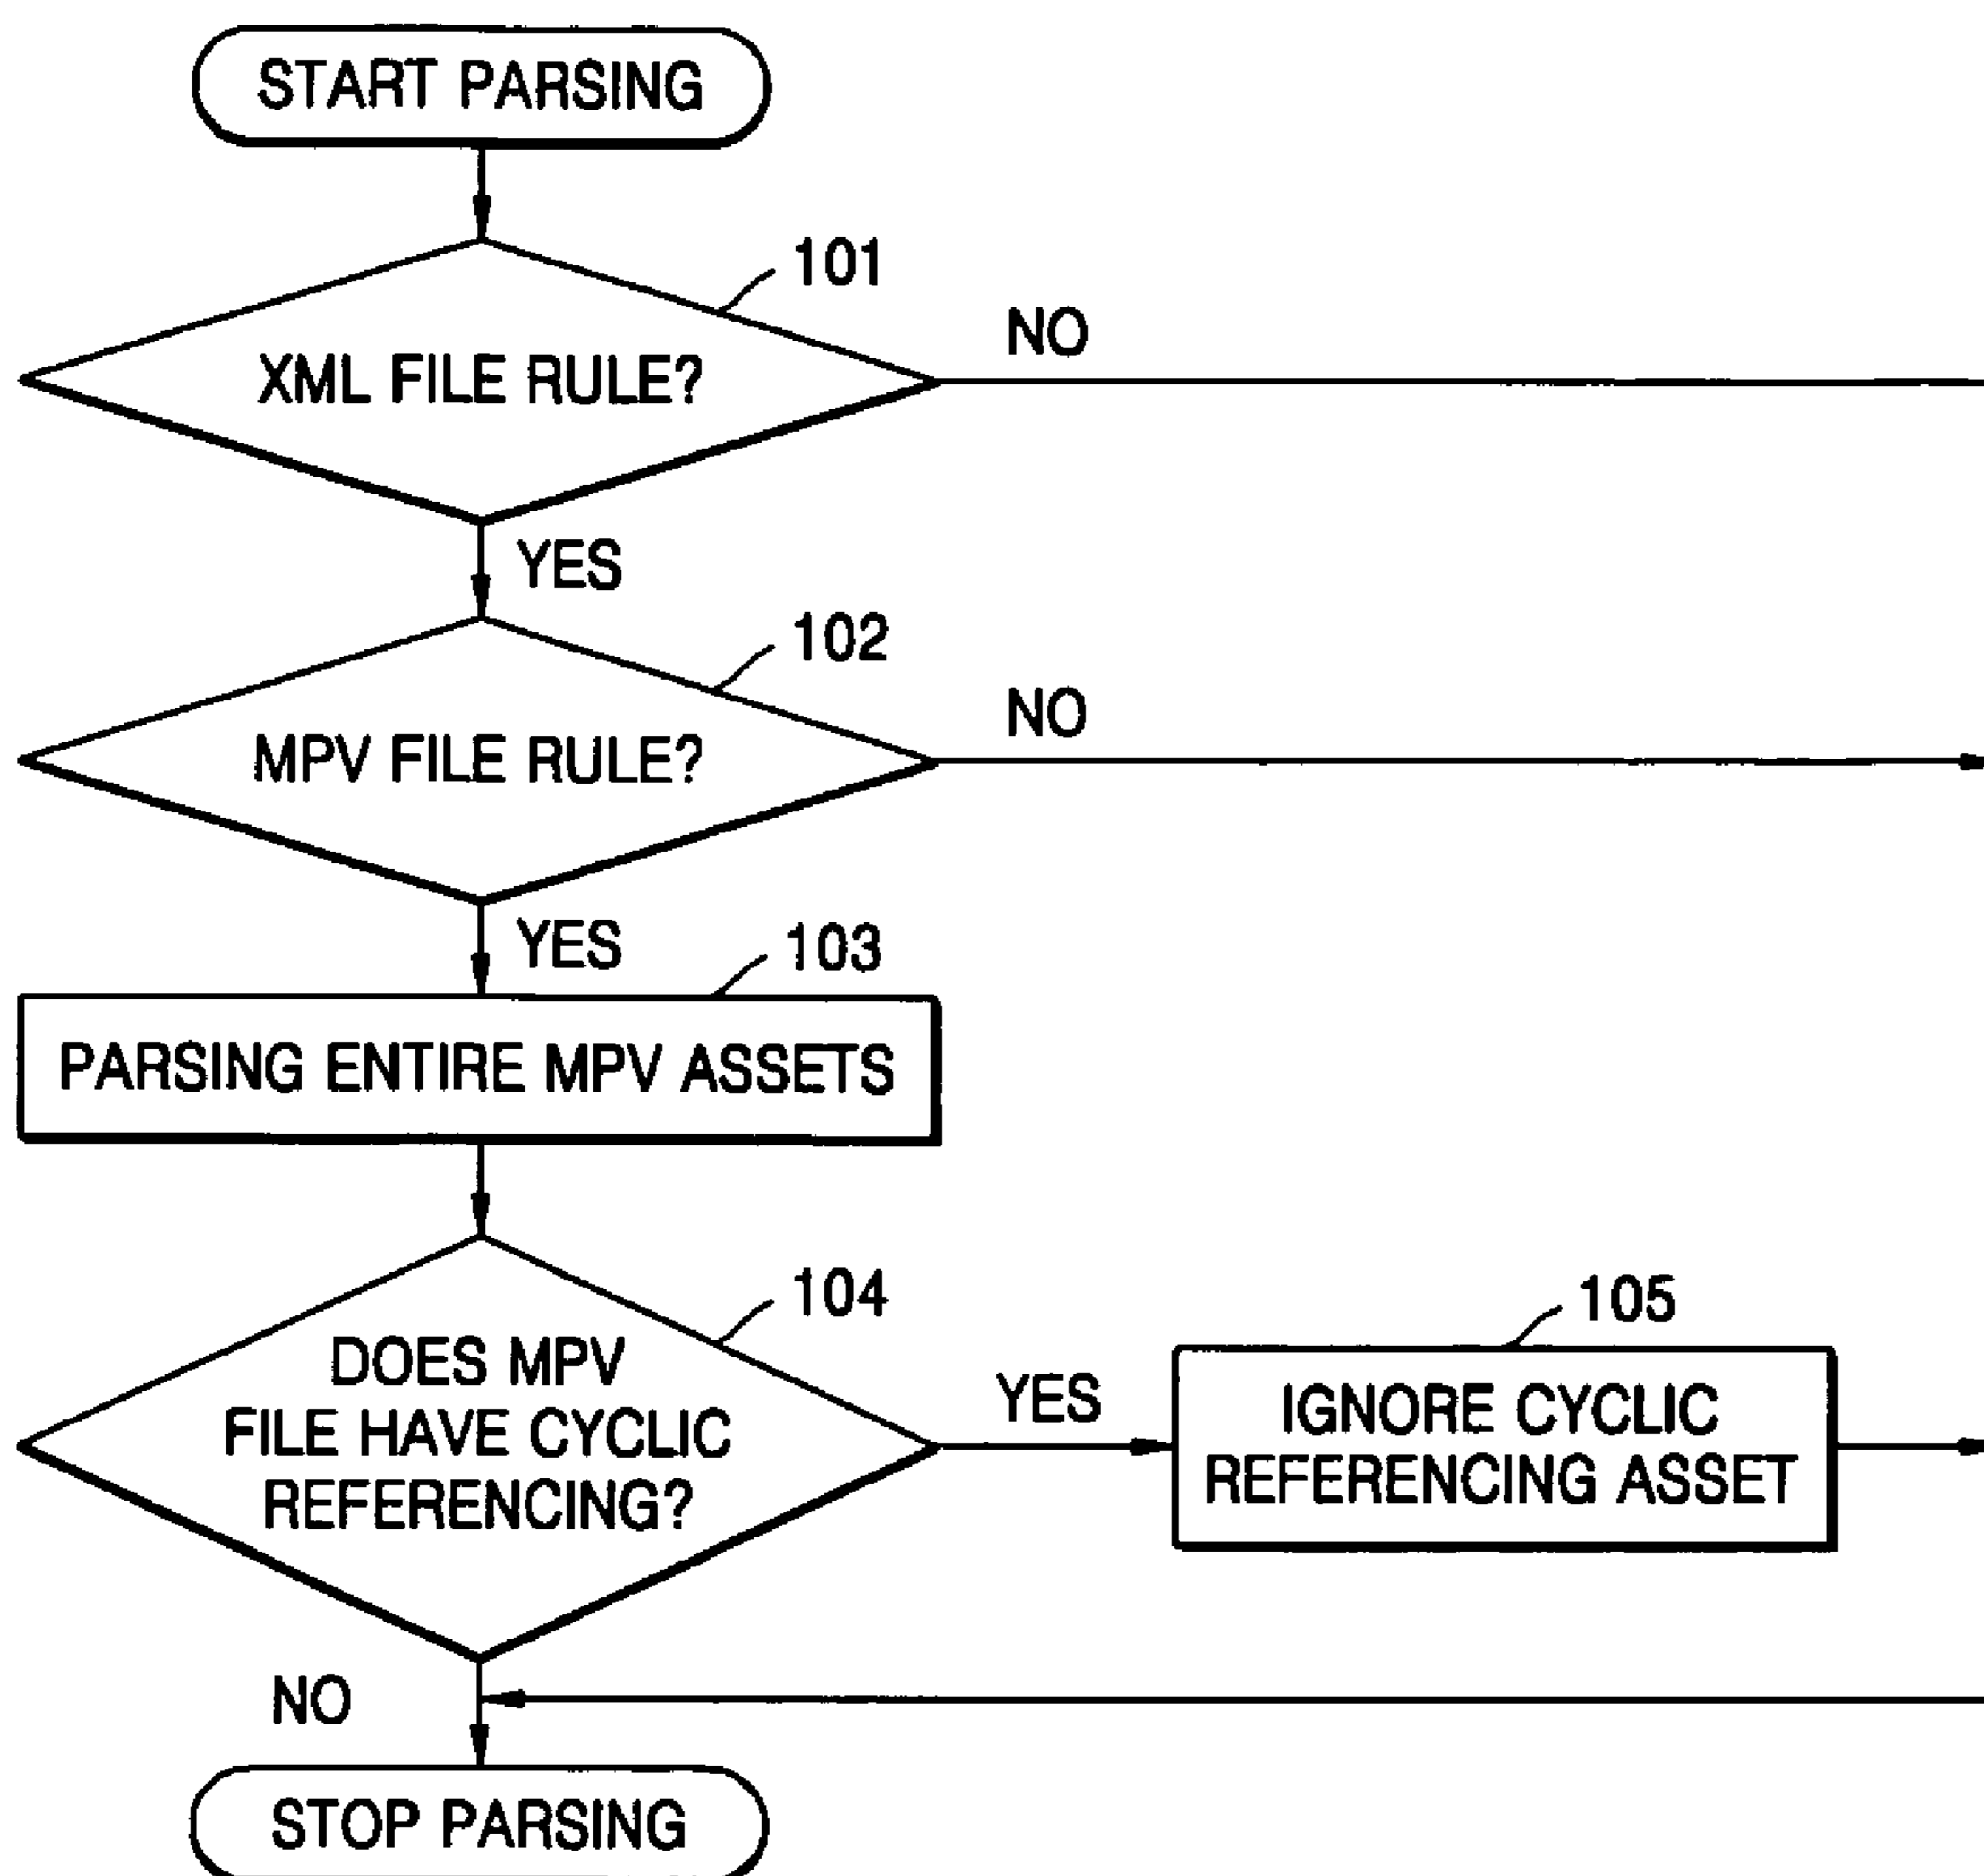 START PARSING
101
XML FILE RULE?
NO
YES
102
MPV FILE RULE?
NO
YES
103
PARSING ENTIRE MPV ASSETS
104
DOES MPV
FILE HAVE CYCLIC
REFERENCING?
YES
105
IGNORE CYCLIC
REFERENCING ASSET
NO
STOP PARSING